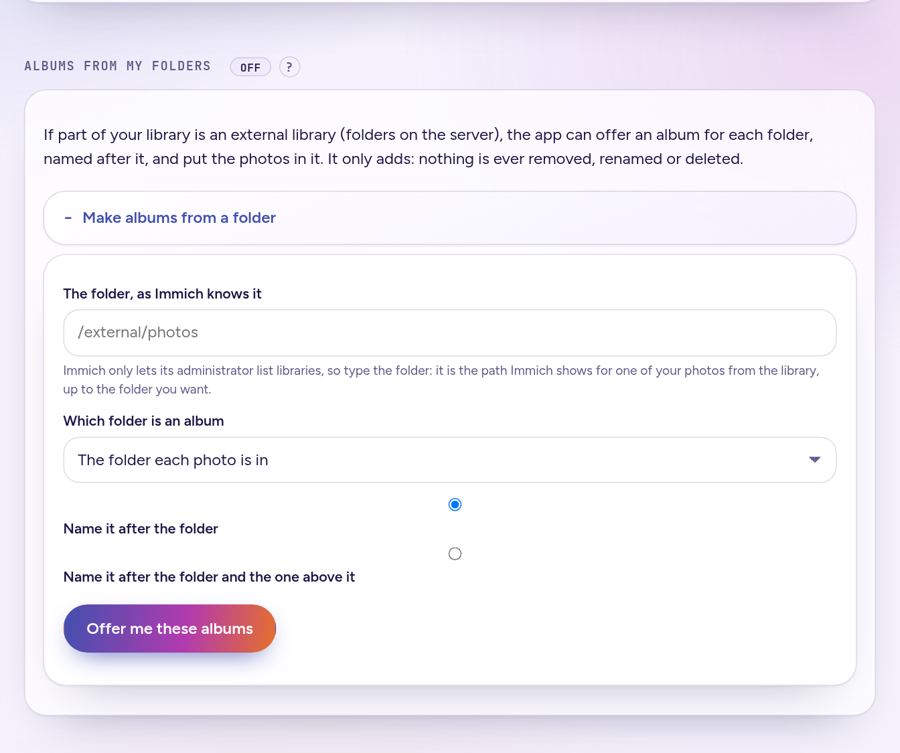 ALBUMS FROM MY FOLDERS OFF ?
If part of your library is an external library (folders on the server), the app can offer an album for each folder,
named after it, and put the photos in it. It only adds: nothing is ever removed, renamed or deleted.
– Make albums from a folder
The folder, as Immich knows it
/external/photos
Immich only lets its administrator list libraries, so type the folder: it is the path Immich shows for one of your photos from the library,
up to the folder you want.
Which folder is an album
The folder each photo is in
Name it after the folder
Name it after the folder and the one above it
Offer me these albums